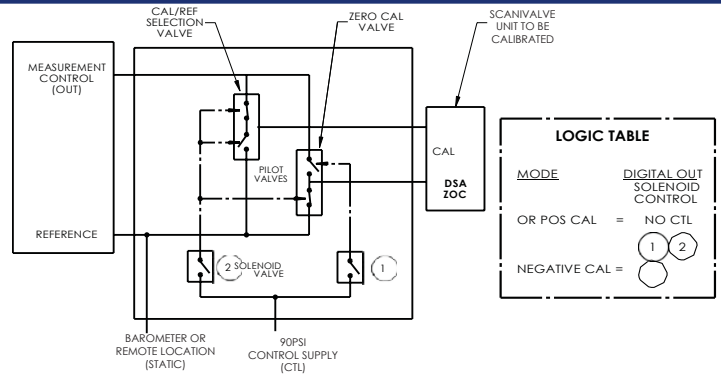 CAL/REF
SELECTION
VALVE
ZERO CAL
VALVE
SCANIVALVE
UNIT TO BE
CALIBRATED
MEASUREMENT
CONTROL
(OUT)
REFERENCE
PILOT
VALVES
CAL
DSA
ZOC
2 SOLENOID
VALVE
1
BAROMETER OR
REMOTE LOCATION
(STATIC)
90PSI
CONTROL SUPPLY
(CTL)
LOGIC TABLE
MODE DIGITAL OUT
SOLENOID
CONTROL
OR POS CAL = NO CTL
1 2
NEGATIVE CAL =